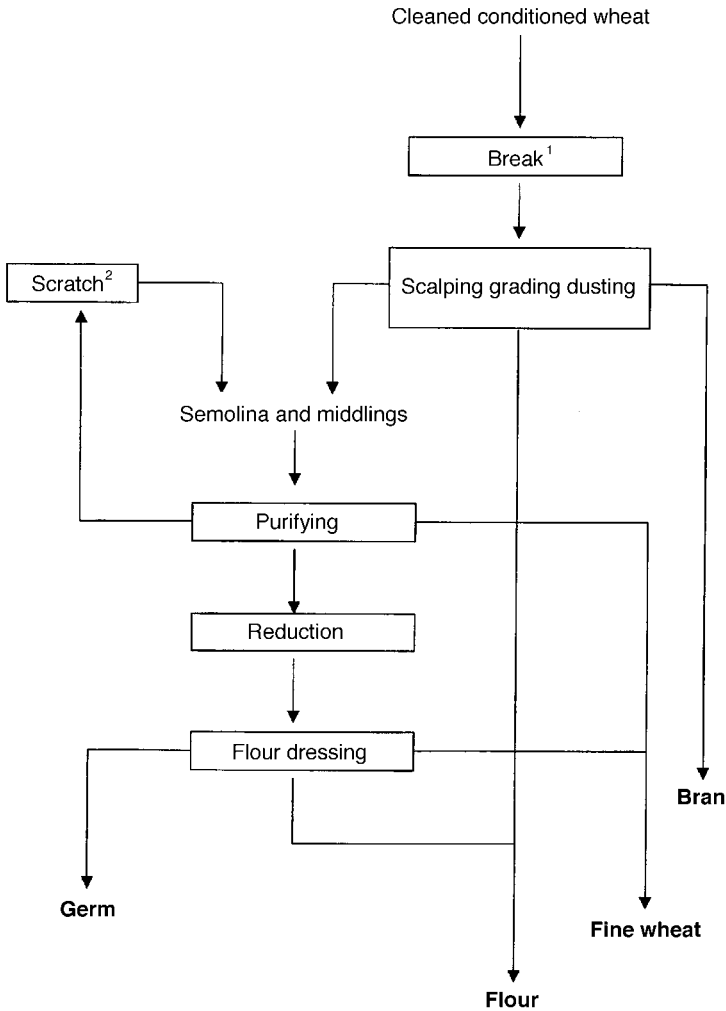 Cleaned conditioned wheat
Break¹
Scalping grading dusting
Scratch²
Semolina and middlings
Purifying
Reduction
Flour dressing
Bran
Germ
Fine wheat
Flour